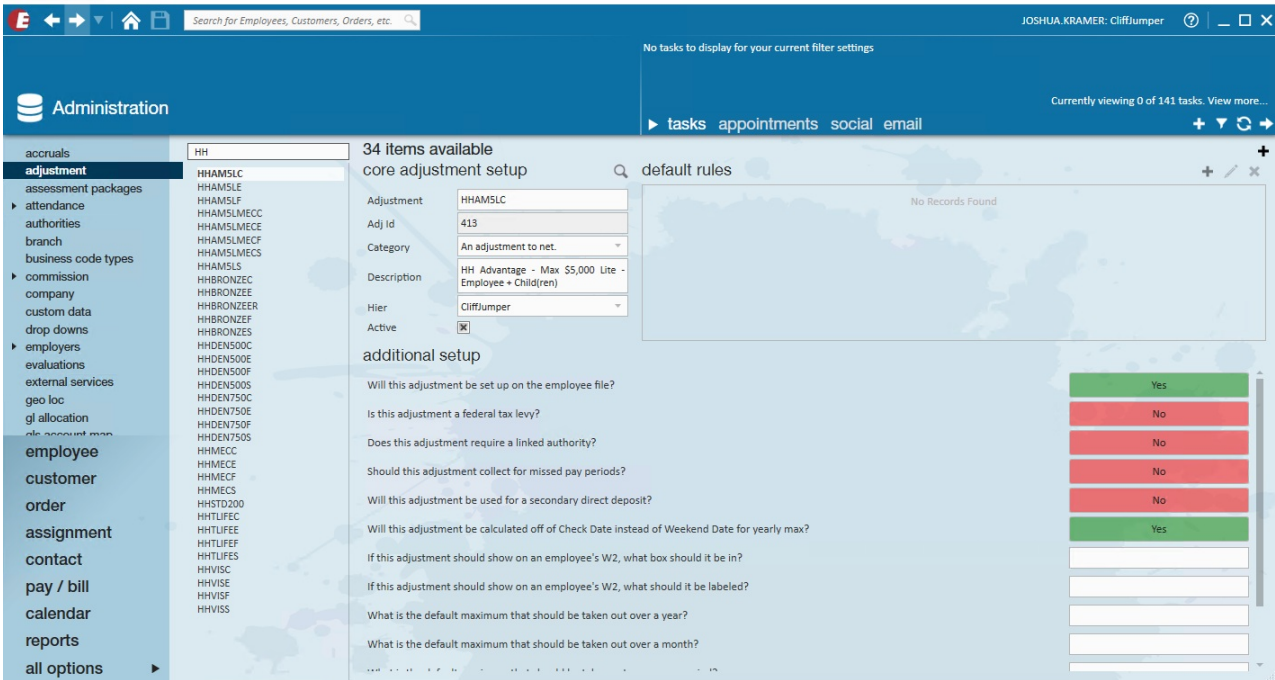 E
Search for Employees, Customers, Orders, etc.
JOSHUA.KRAMER: CliffJumper
No tasks to display for your current filter settings
Administration
Currently viewing 0 of 141 tasks. View more...
tasks appointments social email
accruals
adjustment
assessment packages
attendance
authorities
branch
business code types
commission
company
custom data
drop downs
employers
evaluations
external services
geo loc
gl allocation
employee
customer
order
assignment
contact
pay / bill
calendar
reports
all options
HH
HHAM5LC
HHAM5LE
HHAM5LF
HHAM5LMECC
HHAM5LMECE
HHAM5LMECF
HHAM5LMECS
HHAM5LS
HHBRONZEC
HHBRONZEE
HHBRONZEER
HHBRONZEF
HHBRONZES
HHDEN500C
HHDEN500E
HHDEN500F
HHDEN500S
HHDEN750C
HHDEN750E
HHDEN750F
HHDEN750S
HHMECC
HHMECE
HHMECF
HHMECS
HHSTD200
HHTLIFEC
HHTLIFEE
HHTLIFEF
HHTLIFES
HHVISC
HHVISE
HHVISF
HHVISS
34 items available
core adjustment setup
Adjustment HHAM5LC
Adj Id 413
Category An adjustment to net.
Description HH Advantage - Max $5,000 Lite -
Employee + Child(ren)
Hier CliffJumper
Active
default rules
No Records Found
additional setup
Will this adjustment be set up on the employee file? Yes
Is this adjustment a federal tax levy? No
Does this adjustment require a linked authority? No
Should this adjustment collect for missed pay periods? No
Will this adjustment be used for a secondary direct deposit? No
Will this adjustment be calculated off of Check Date instead of Weekend Date for yearly max? Yes
If this adjustment should show on an employee's W2, what box should it be in?
If this adjustment should show on an employee's W2, what should it be labeled?
What is the default maximum that should be taken out over a year?
What is the default maximum that should be taken out over a month?